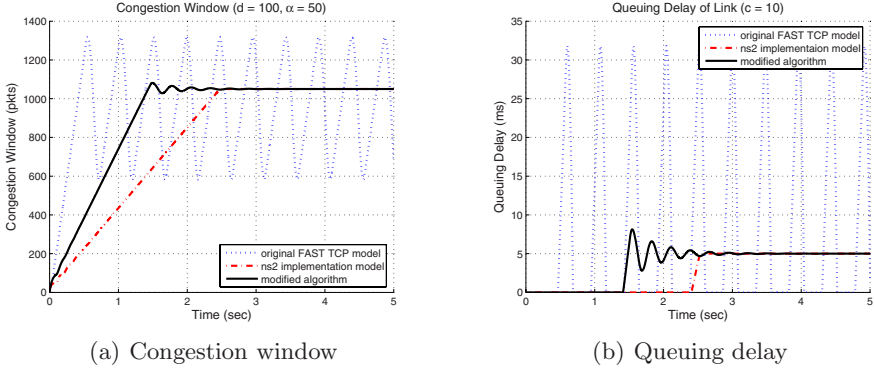 Congestion Window (d = 100, α = 50)
1400
1200
1000
800
600
400
200
0
Congestion Window (pkts)
original FAST TCP model
ns2 implementaion model
modified algorithm
0 1 2 3 4 5
Time (sec)
(a) Congestion window
Queuing Delay of Link (c = 10)
35
30
25
20
15
10
5
0
Queuing Delay (ms)
original FAST TCP model
ns2 implementaion model
modified algorithm
0 1 2 3 4 5
Time (sec)
(b) Queuing delay